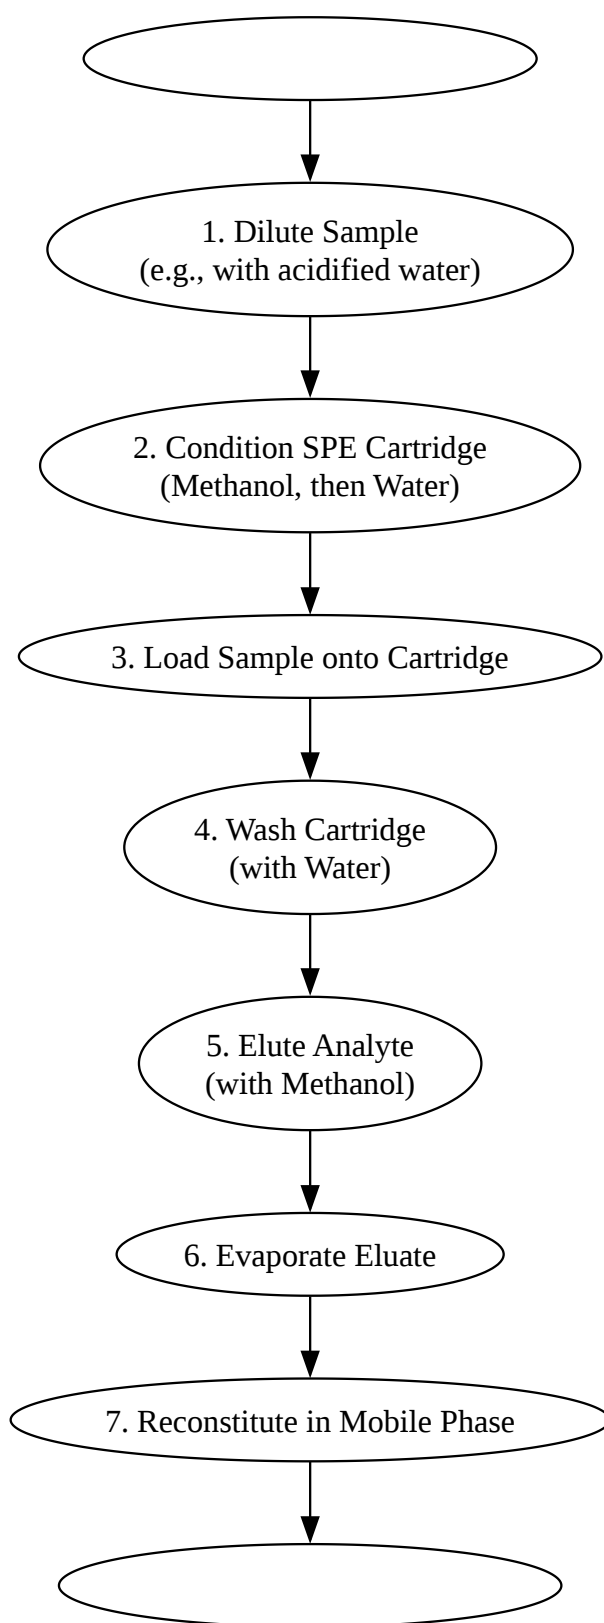 1. Dilute Sample
(e.g., with acidified water)
2. Condition SPE Cartridge
(Methanol, then Water)
3. Load Sample onto Cartridge
4. Wash Cartridge
(with Water)
5. Elute Analyte
(with Methanol)
6. Evaporate Eluate
7. Reconstitute in Mobile Phase